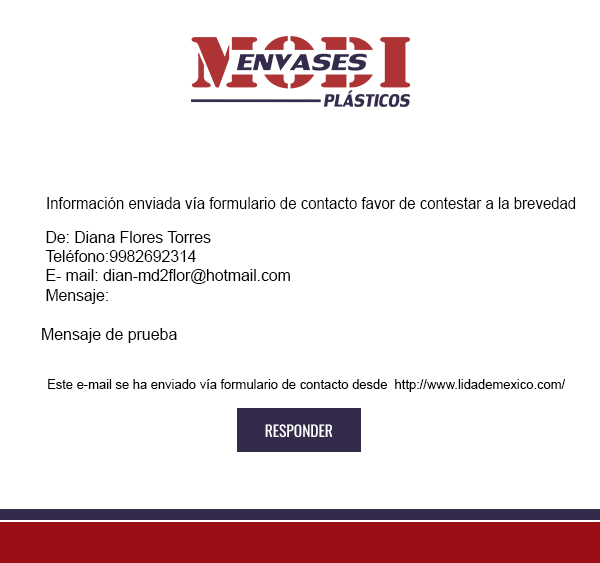 MOBI
ENVASES
PLÁSTICOS
Información enviada vía formulario de contacto favor de contestar a la brevedad
De: Diana Flores Torres
Teléfono:9982692314
E- mail: dian-md2flor@hotmail.com
Mensaje:
Mensaje de prueba
Este e-mail se ha enviado vía formulario de contacto desde http://www.lidademexico.com/
RESPONDER